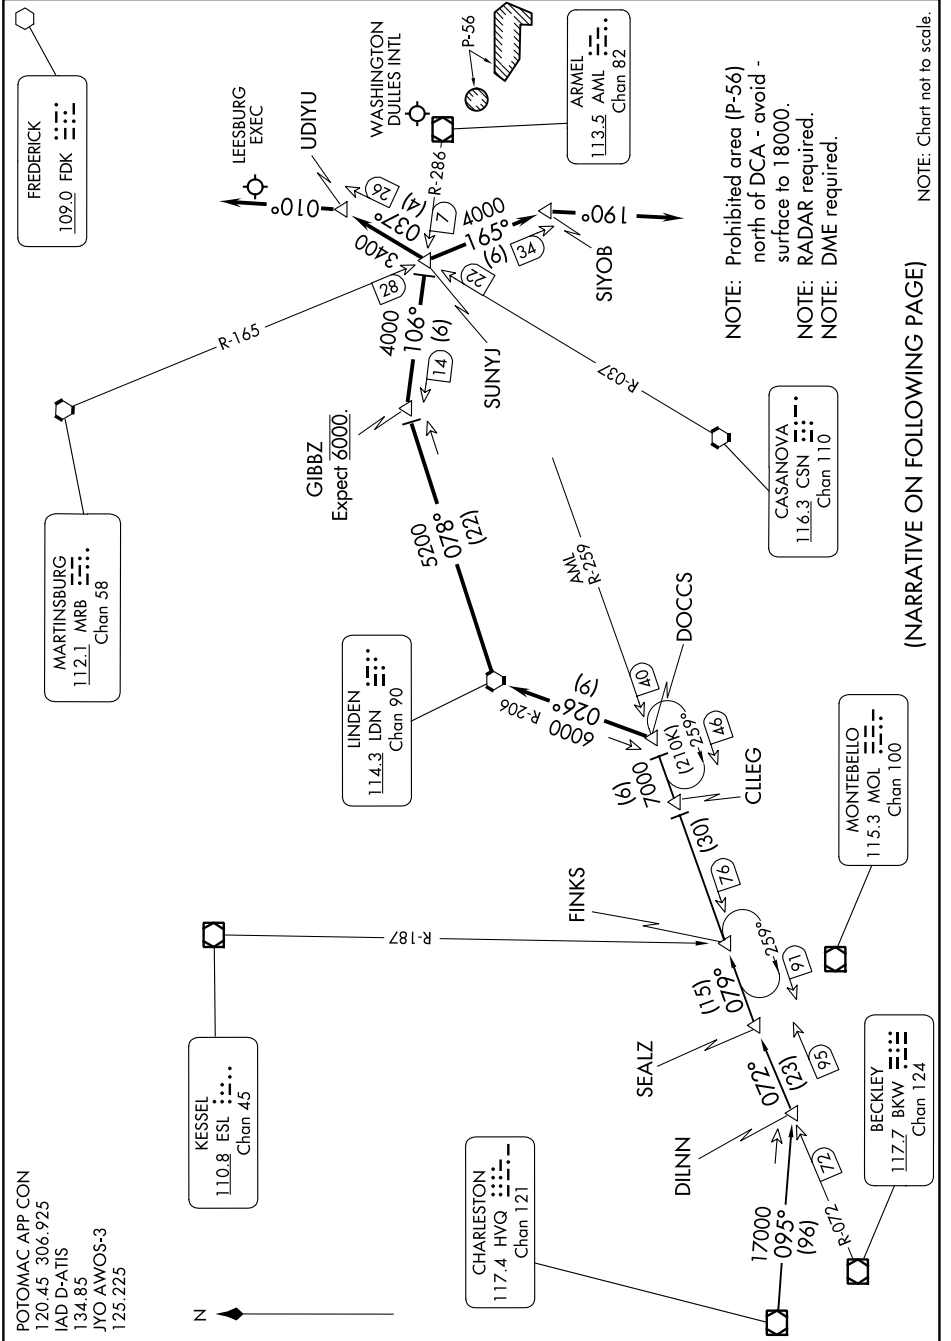 POTOMAC APP CON
120.45 306.925
IAD D-ATIS
134.85
JYO AWOS-3
125.225
N
FREDERICK
109.0 FDK
LEESBURG
EXEC
UDIYU
WASHINGTON
DULLES INTL
P-56
ARMEL
113.5 AML
Chan 82
R-286
010°
26
(4)
037°
3400
7
4000
165°
(6)
34
190°
SIYOB
22
28
R-165
4000
106°
(6)
14
SUNYJ
R-037
MARTINSBURG
112.1 MRB
Chan 58
GIBBZ
Expect 6000.
5200
078°
(22)
CASANOVA
116.3 CSN
Chan 110
NOTE: Prohibited area (P-56)
north of DCA - avoid -
surface to 18000.
NOTE: RADAR required.
NOTE: DME required.
NOTE: Chart not to scale.
(NARRATIVE ON FOLLOWING PAGE)
AML
R-259
LINDEN
114.3 LDN
Chan 90
R-206
026°
(9)
6000
DOCCS
40
46
(210K)
259°
7000
(6)
CLLEG
(30)
76
FINKS
R-187
KESSEL
110.8 ESL
Chan 45
MONTEBELLO
115.3 MOL
Chan 100
259°
91
(15)
079°
SEALZ
95
072°
(23)
DILNN
CHARLESTON
117.4 HVQ
Chan 121
17000
095°
(96)
72
R-072
BECKLEY
117.7 BKW
Chan 124